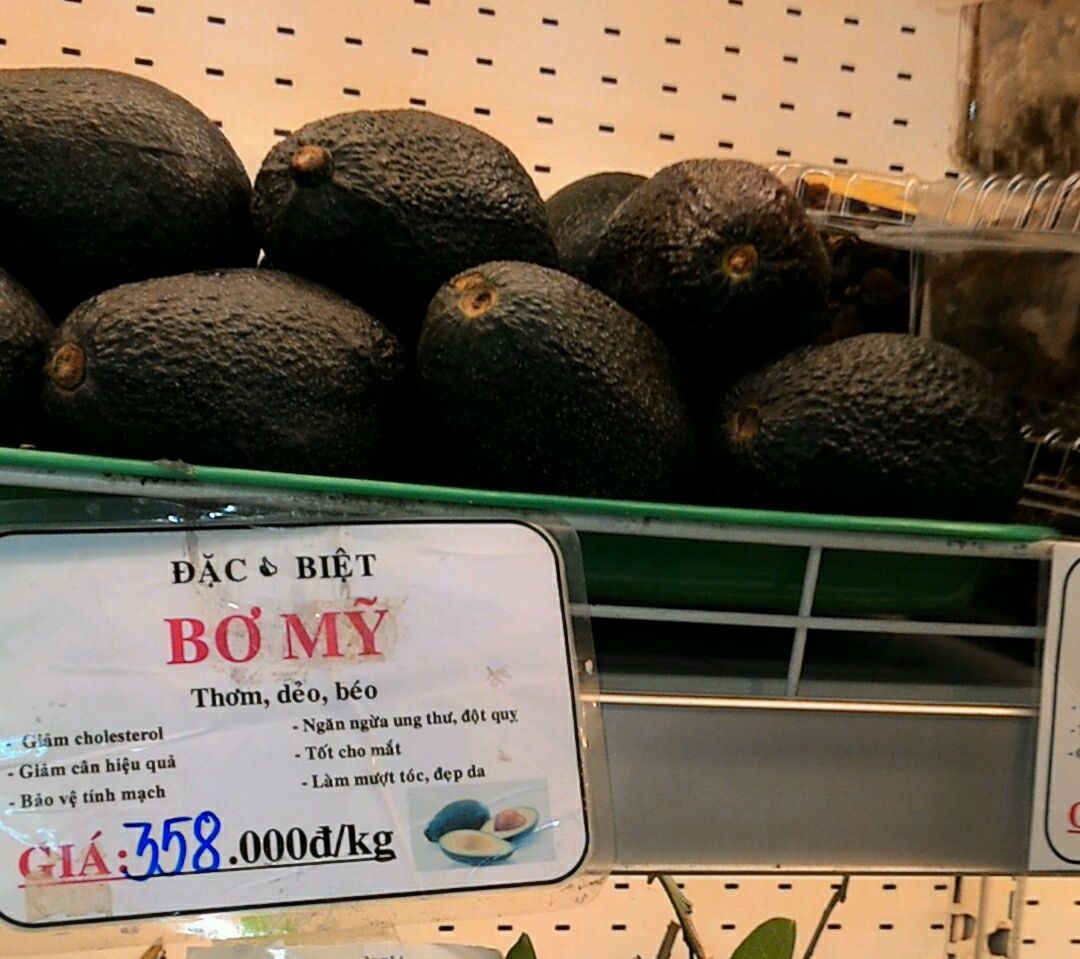 ĐẶC BIỆT
BƠ MỸ
Thơm, dẻo, béo
- Giảm cholesterol
- Giảm cân hiệu quả
- Bảo vệ tính mạch
- Ngăn ngừa ung thư, đột quỵ
- Tốt cho mắt
- Làm mượt tóc, đẹp da
GIÁ: 358.000đ/kg